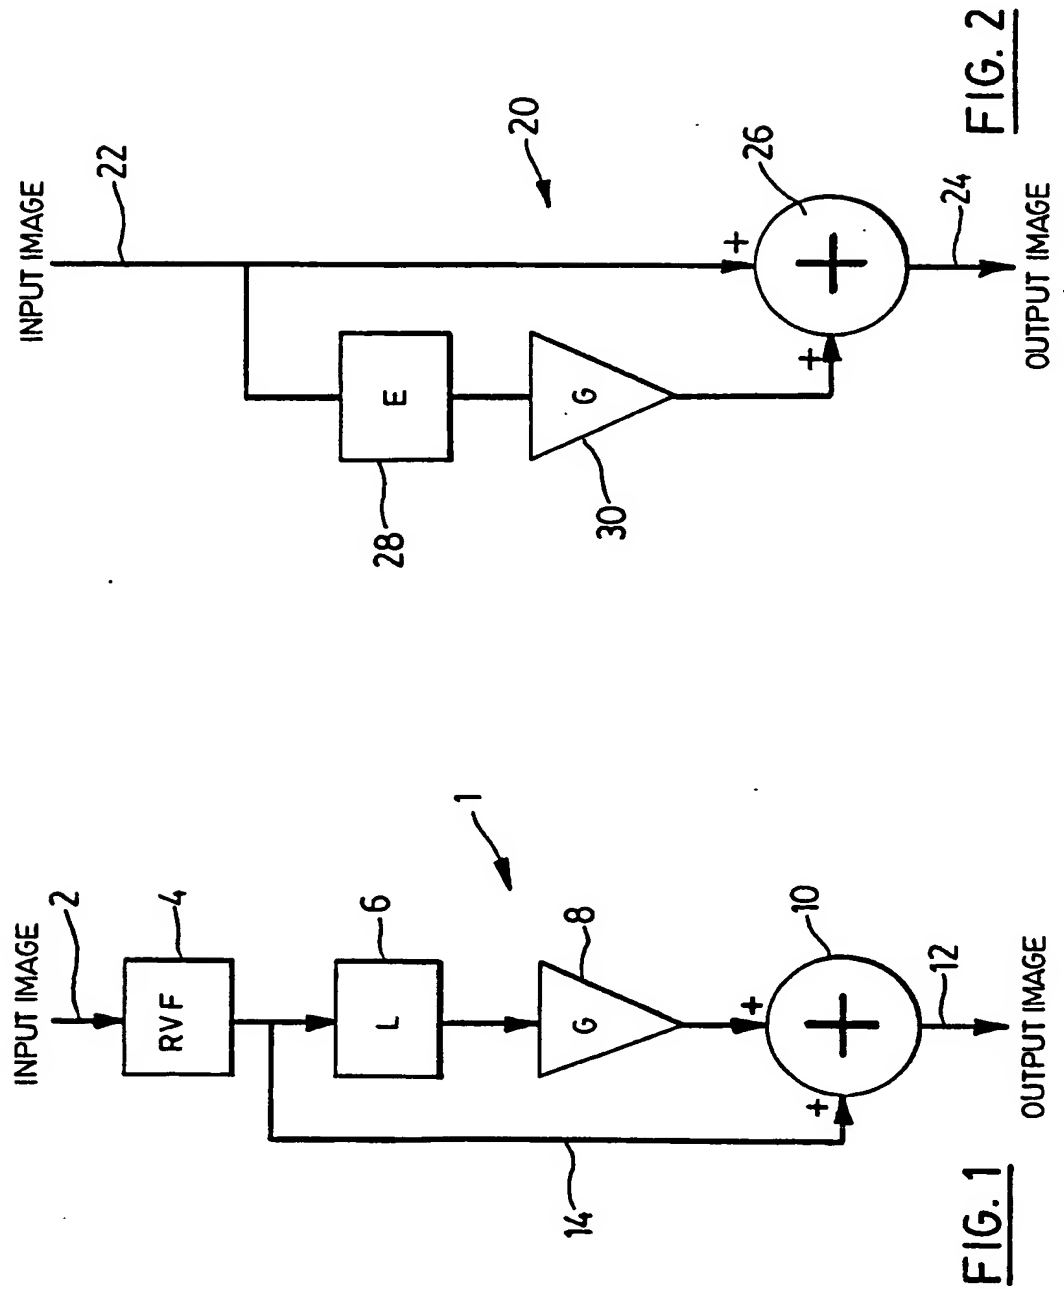 INPUT IMAGE
2
RVF
4
L
6
G
8
1
+
+
+
10
14
12
OUTPUT IMAGE
FIG. 1
INPUT IMAGE
22
20
E
28
G
30
+
+
+
26
24
OUTPUT IMAGE
FIG. 2